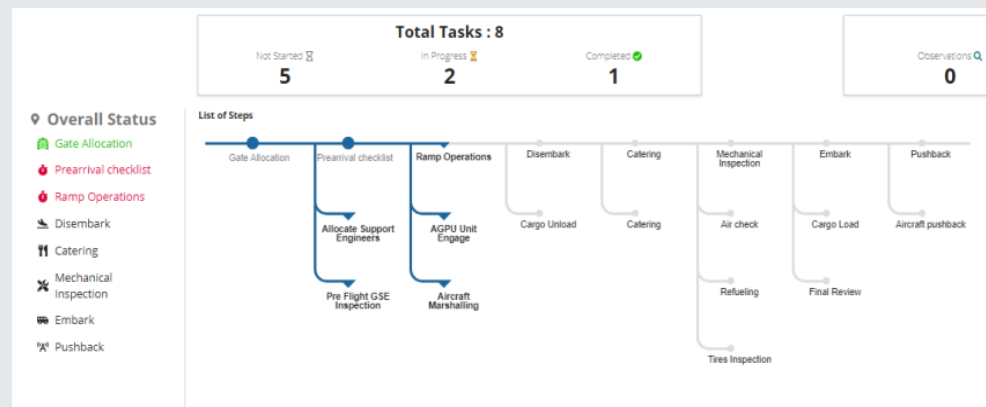 Total Tasks : 8
Not Started
In Progress
Completed
Observations
5
2
1
0
Overall Status
Gate Allocation
Prearrival checklist
Ramp Operations
Disembark
Catering
Mechanical
Inspection
Embark
Pushback
List of Steps
Gate Allocation
Prearrival checklist
Ramp Operations
Disembark
Catering
Mechanical
Inspection
Embark
Pushback
Allocate Support
Engineers
AGPU Unit
Engage
Cargo Unload
Catering
Air check
Cargo Load
Aircraft pushback
Pre Flight GSE
Inspection
Aircraft
Marshalling
Refueling
Final Review
Tires Inspection